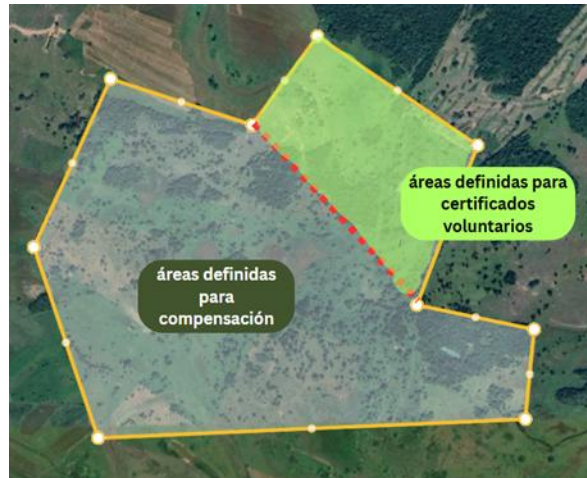 áreas definidas para
certificados
voluntarios
áreas definidas
para
compensación